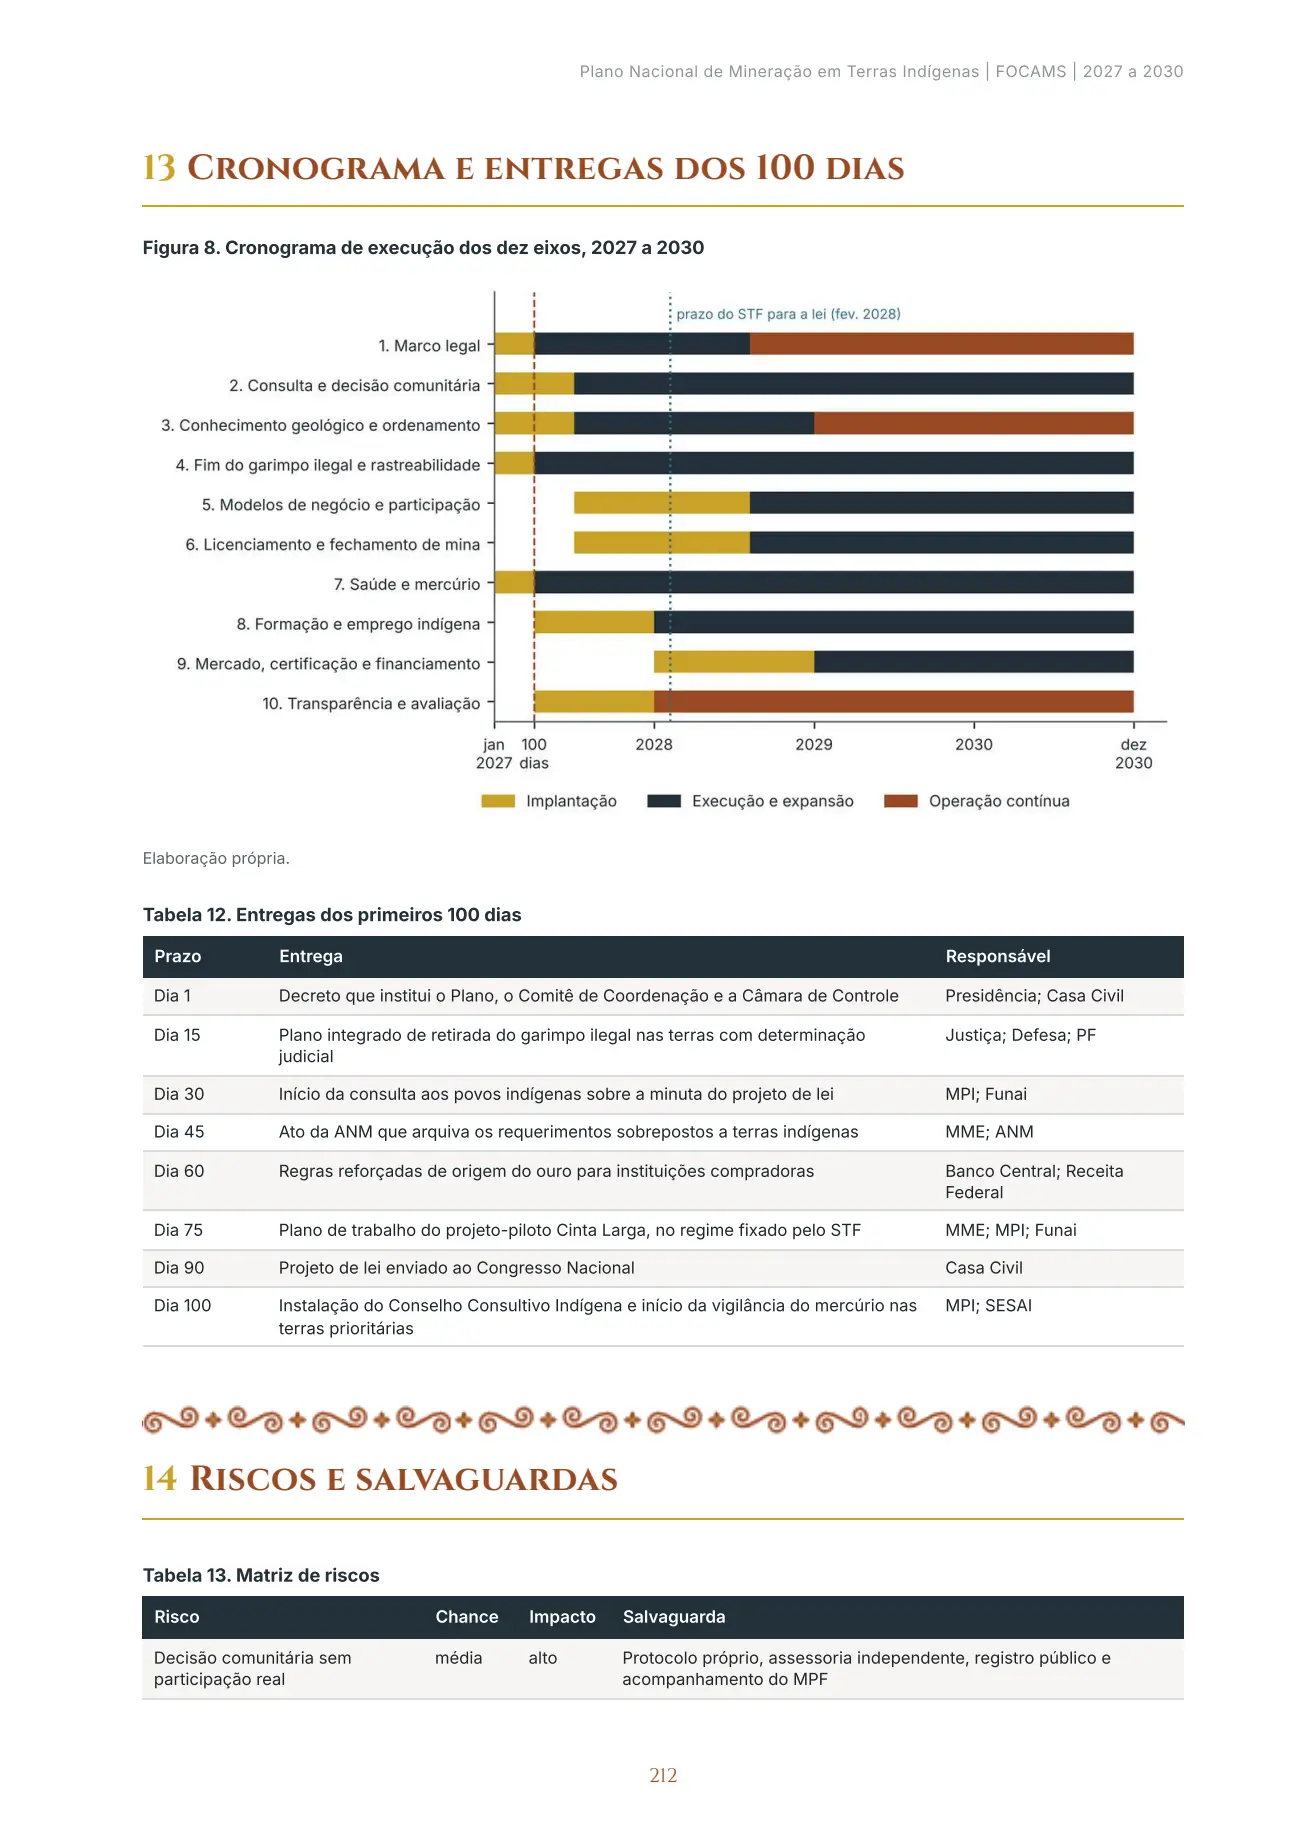 Plano Nacional de Mineração em Terras Indígenas | FOCAMS | 2027 a 2030
13 Cronograma e entregas dos 100 dias
Figura 8. Cronograma de execução dos dez eixos, 2027 a 2030
prazo do STF para a lei (fev. 2028)
1. Marco legal
2. Consulta e decisão comunitária
3. Conhecimento geológico e ordenamento
4. Fim do garimpo ilegal e rastreabilidade
5. Modelos de negócio e participação
6. Licenciamento e fechamento de mina
7. Saúde e mercúrio
8. Formação e emprego indígena
9. Mercado, certificação e financiamento
10. Transparência e avaliação
jan 100 2028 2029 2030 dez
2027 dias 2030
Implantação Execução e expansão Operação contínua
Elaboração própria.
Tabela 12. Entregas dos primeiros 100 dias
Prazo Entrega Responsável
Dia 1 Decreto que institui o Plano, o Comitê de Coordenação e a Câmara de Controle Presidência; Casa Civil
Dia 15 Plano integrado de retirada do garimpo ilegal nas terras com determinação Justiça; Defesa; PF
judicial
Dia 30 Início da consulta aos povos indígenas sobre a minuta do projeto de lei MPI; Funai
Dia 45 Ato da ANM que arquiva os requerimentos sobrepostos a terras indígenas MME; ANM
Dia 60 Regras reforçadas de origem do ouro para instituições compradoras Banco Central; Receita
Federal
Dia 75 Plano de trabalho do projeto-piloto Cinta Larga, no regime fixado pelo STF MME; MPI; Funai
Dia 90 Projeto de lei enviado ao Congresso Nacional Casa Civil
Dia 100 Instalação do Conselho Consultivo Indígena e início da vigilância do mercúrio nas MPI; SESAI
terras prioritárias
14 Riscos e salvaguardas
Tabela 13. Matriz de riscos
Risco Chance Impacto Salvaguarda
Decisão comunitária sem média alto Protocolo próprio, assessoria independente, registro público e
participação real acompanhamento do MPF
212